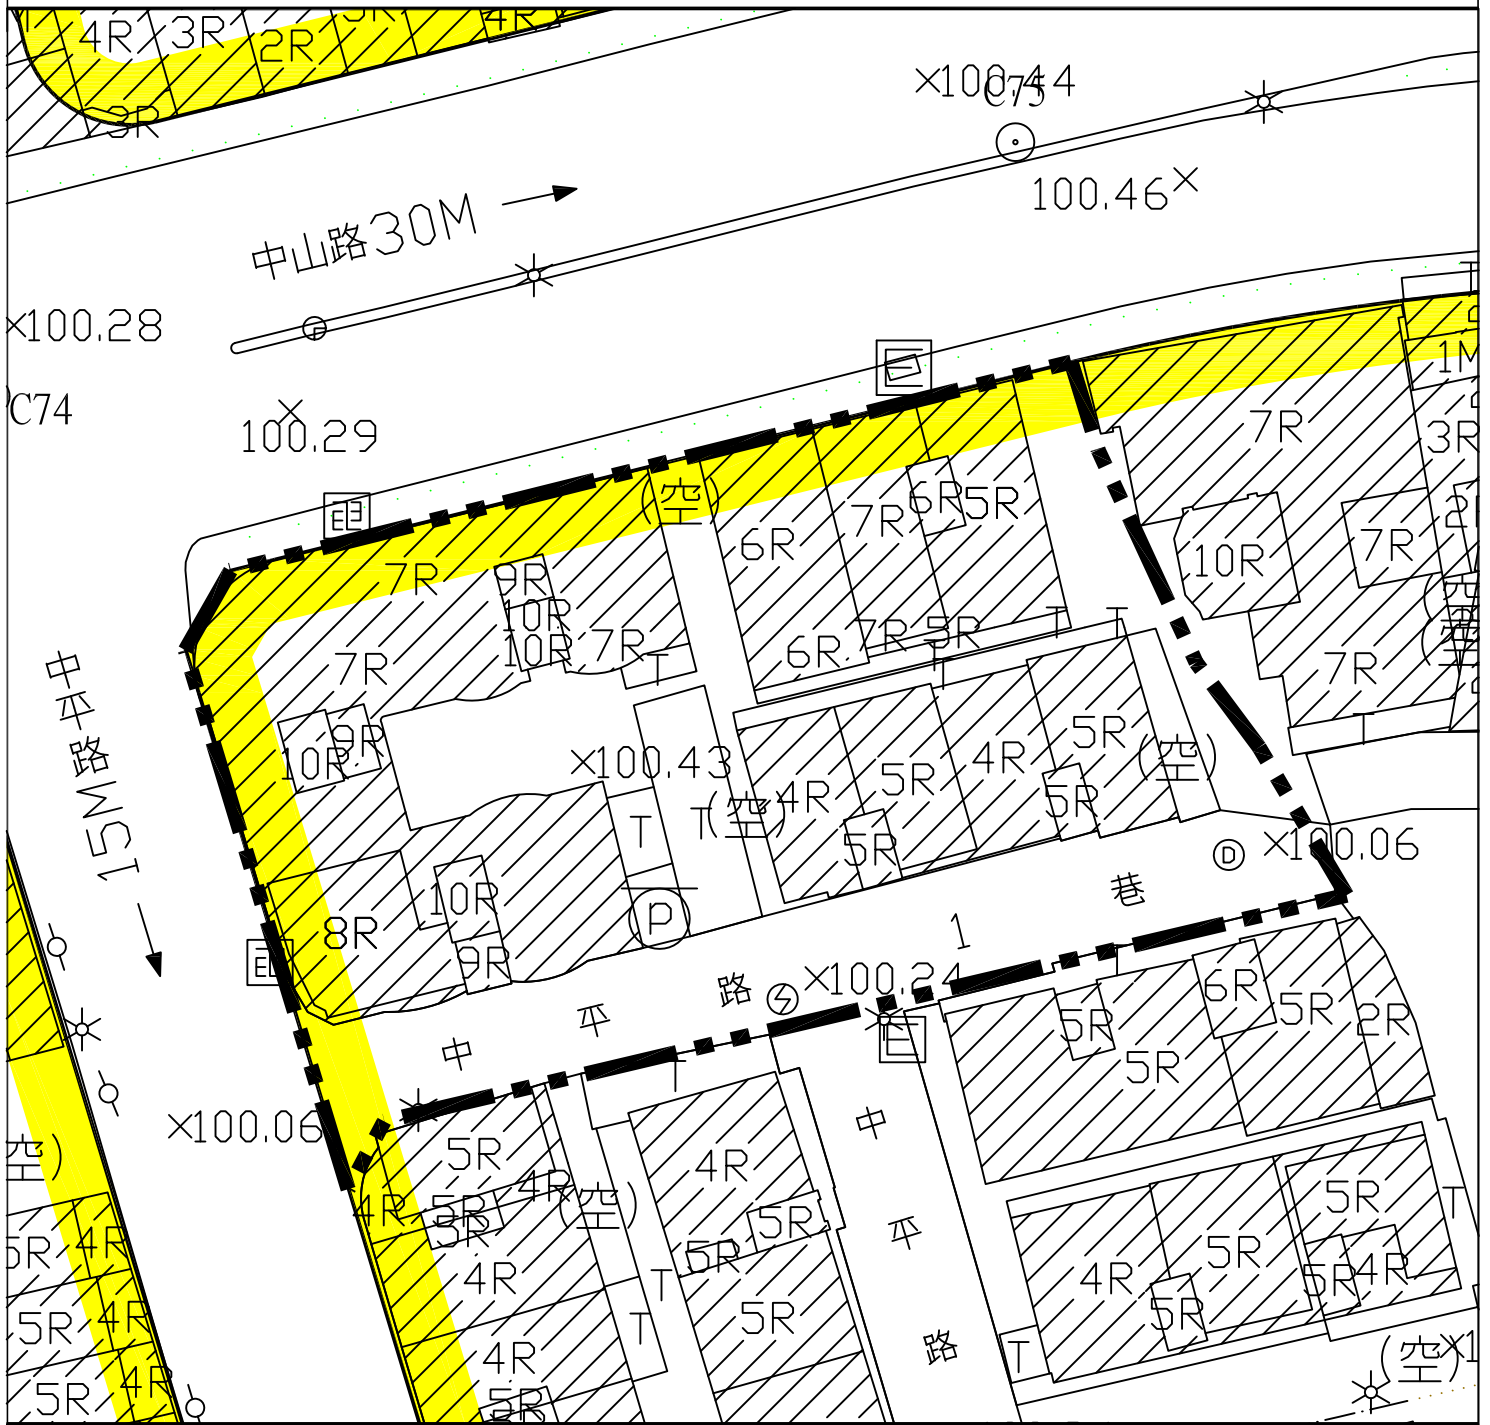 4R 3R 2R 3R 4R
3R
×100.44
C75
100.46×
中山路30M
×100.28
C74
100.29
7R
1M
3R
(空)
6R 7R 6R 5R
7R 9R
10R
10R 7R T
10R 7R
T T
7R
6R 7R 5R
T
7R
T
中平路15M
10R 9R
×100.43
(空)
T T
4R 5R 4R 5R
5R 5R
(空)
D
×100.06
8R 10R
9R
P
中平路1巷
×100.24
T
6R 5R 2R
5R
5R
×100.06
T
5R
4R 4R
5R
5R
(空)
4R
5R
5R
5R
4R
T
T
4R
5R
中平路
4R 5R 5R
5R 5R 4R
T
T
(空)
×1
空)
5R 4R
5R 4R
5R 4R